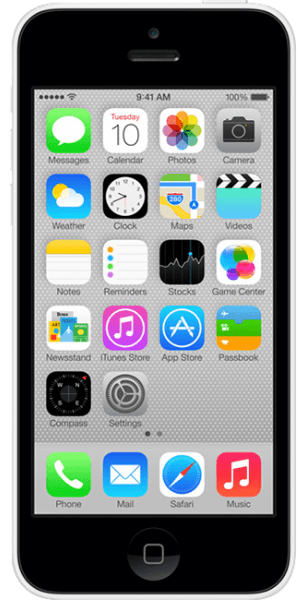 9:41 AM 100%
Tuesday
10
280
Messages Calendar Photos Camera
Weather Clock Maps Videos
Notes Reminders Stocks Game Center
News
Newsstand iTunes Store App Store Passbook
N
W E
S
Compass Settings
Phone Mail Safari Music